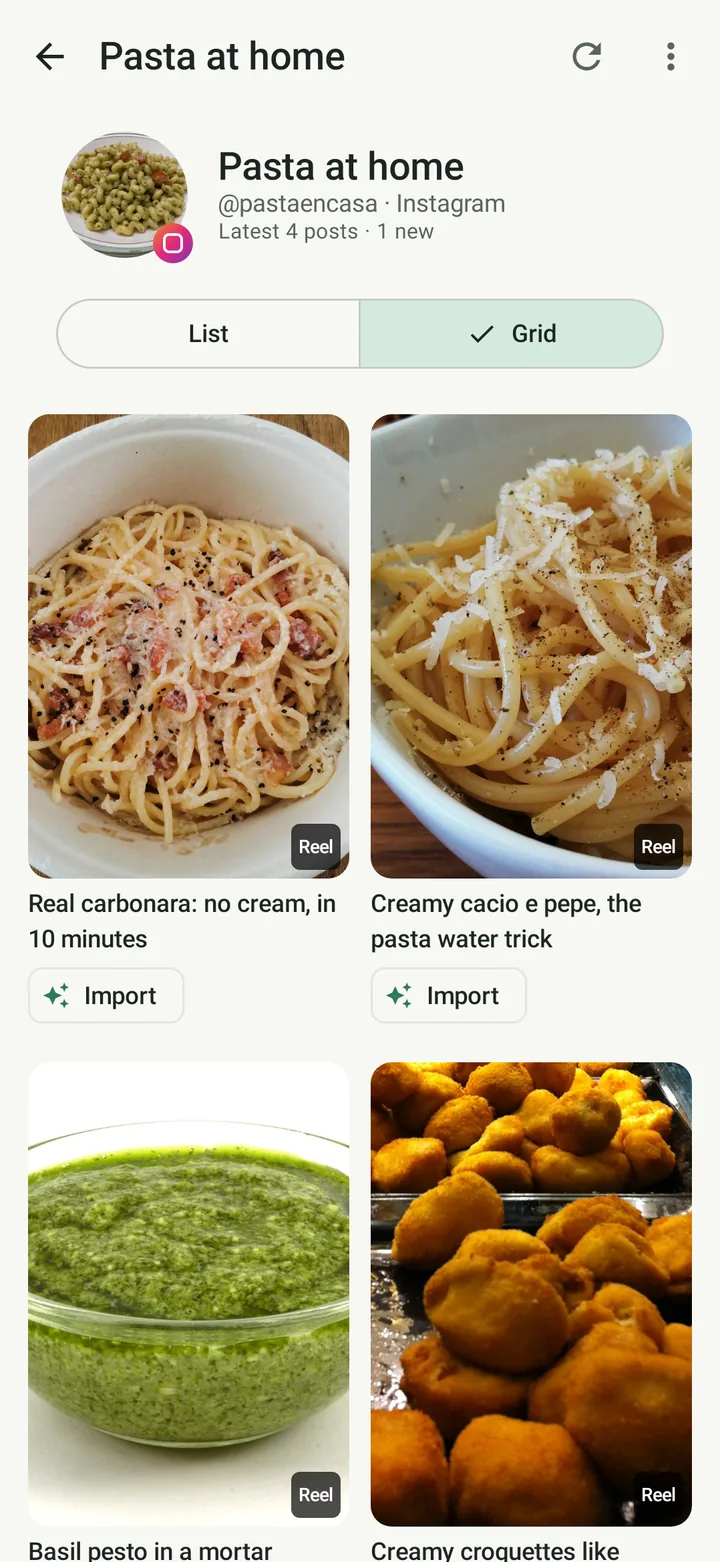 Pasta at home
Pasta at home
@pastaencasa · Instagram
Latest 4 posts · 1 new
List
Grid
Reel
Reel
Real carbonara: no cream, in
10 minutes
Creamy cacio e pepe, the
pasta water trick
Import
Import
Reel
Reel
Basil pesto in a mortar
Creamy croquettes like